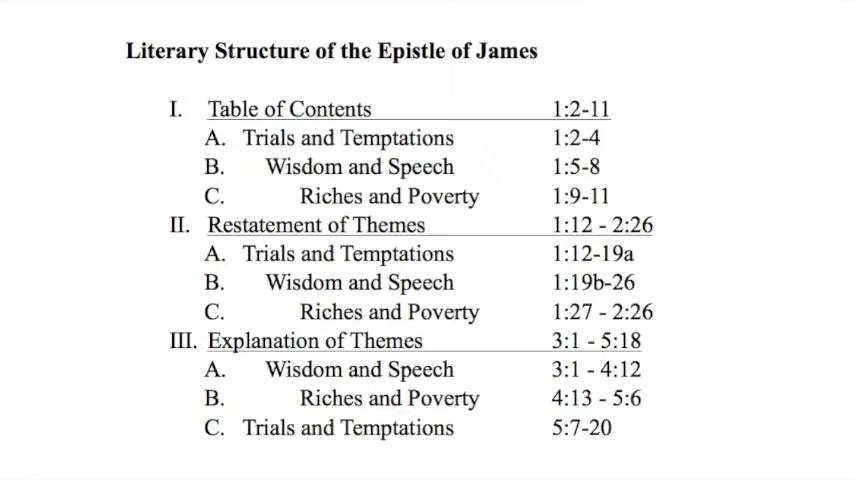 Literary Structure of the Epistle of James
I. Table of Contents 1:2-11
A. Trials and Temptations 1:2-4
B. Wisdom and Speech 1:5-8
C. Riches and Poverty 1:9-11
II. Restatement of Themes 1:12 - 2:26
A. Trials and Temptations 1:12-19a
B. Wisdom and Speech 1:19b-26
C. Riches and Poverty 1:27 - 2:26
III. Explanation of Themes 3:1 - 5:18
A. Wisdom and Speech 3:1 - 4:12
B. Riches and Poverty 4:13 - 5:6
C. Trials and Temptations 5:7-20